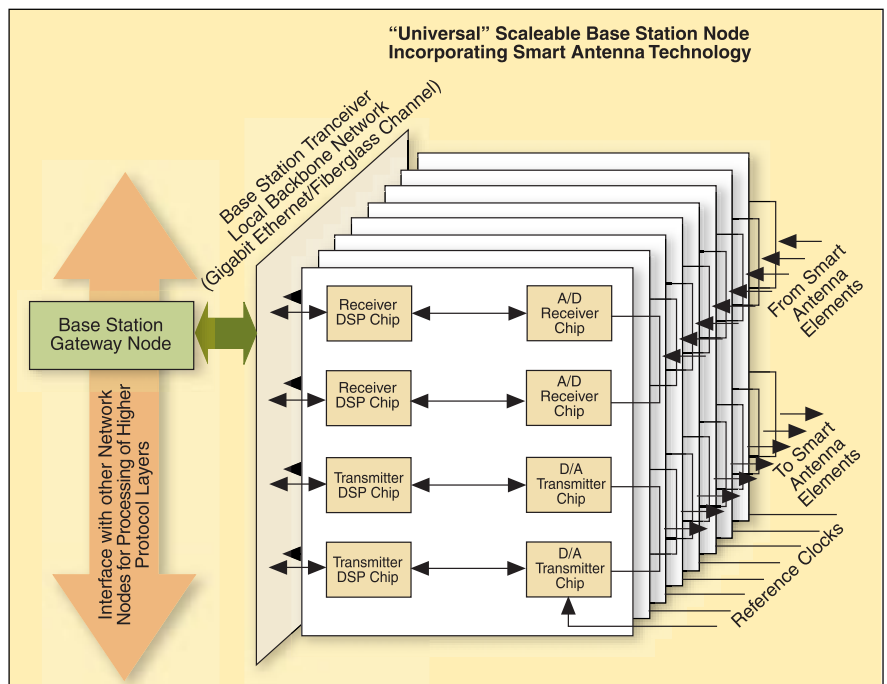 “Universal” Scaleable Base Station Node
Incorporating Smart Antenna Technology
Base Station Tranceiver
Local Backbone Network
(Gigabit Ethernet/Fiberglass Channel)
Base Station
Gateway Node
Interface with other Network
Nodes for Processing of Higher
Protocol Layers
Receiver
DSP Chip
A/D
Receiver
Chip
Receiver
DSP Chip
A/D
Receiver
Chip
Transmitter
DSP Chip
D/A
Transmitter
Chip
Transmitter
DSP Chip
D/A
Transmitter
Chip
From Smart
Antenna
Elements
To Smart
Antenna
Elements
Reference Clocks